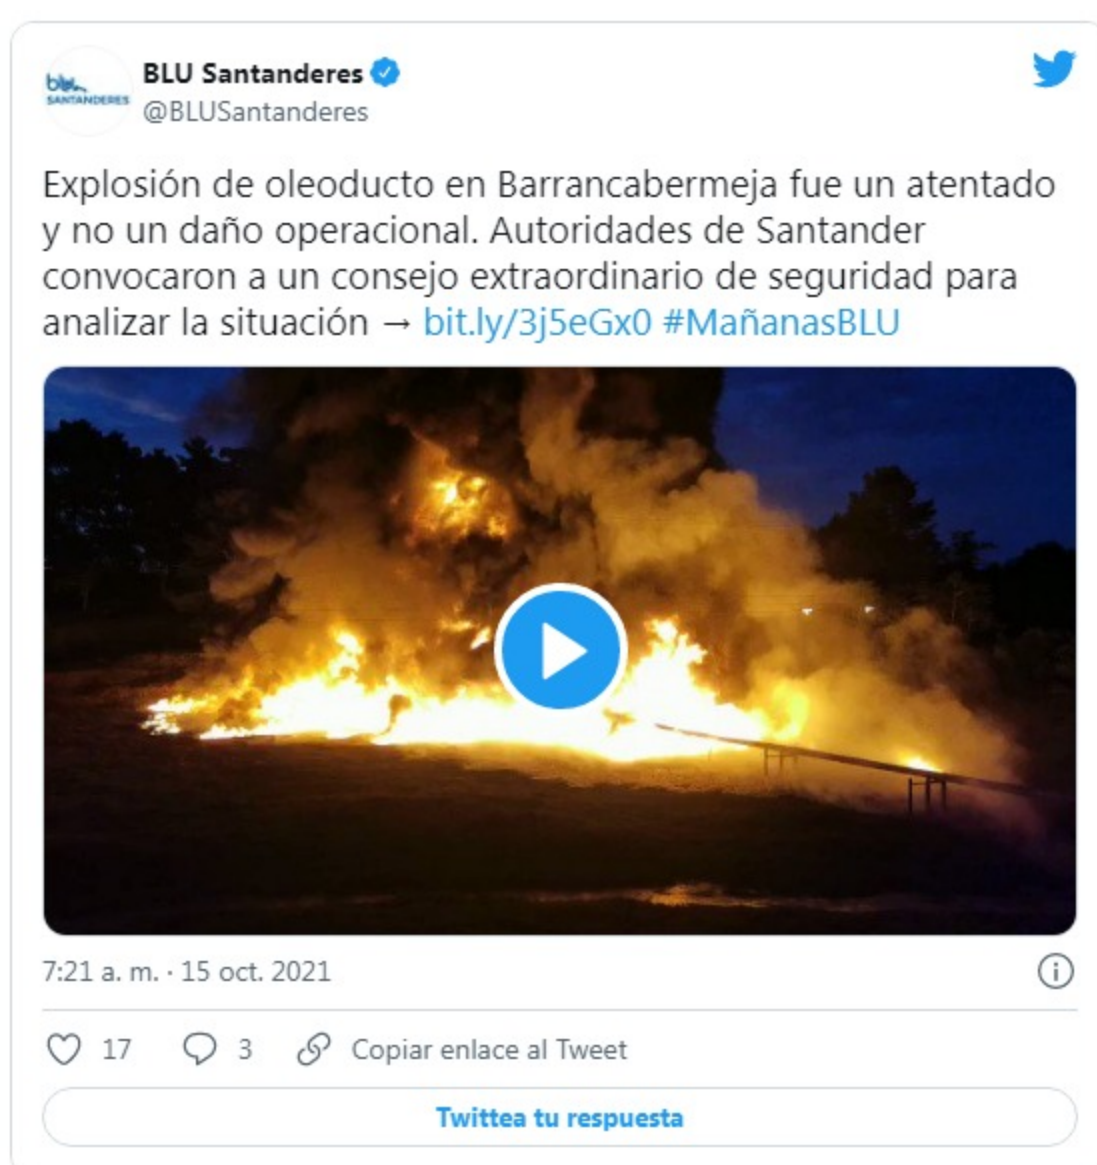 blu
SANTANDERES
BLU Santanderes
@BLUSantanderes
Explosión de oleoducto en Barrancabermeja fue un atentado
y no un daño operacional. Autoridades de Santander
convocaron a un consejo extraordinario de seguridad para
analizar la situación → bit.ly/3j5eGx0 #MañanasBLU
7:21 a. m. · 15 oct. 2021
17 3 Copiar enlace al Tweet
Twittea tu respuesta